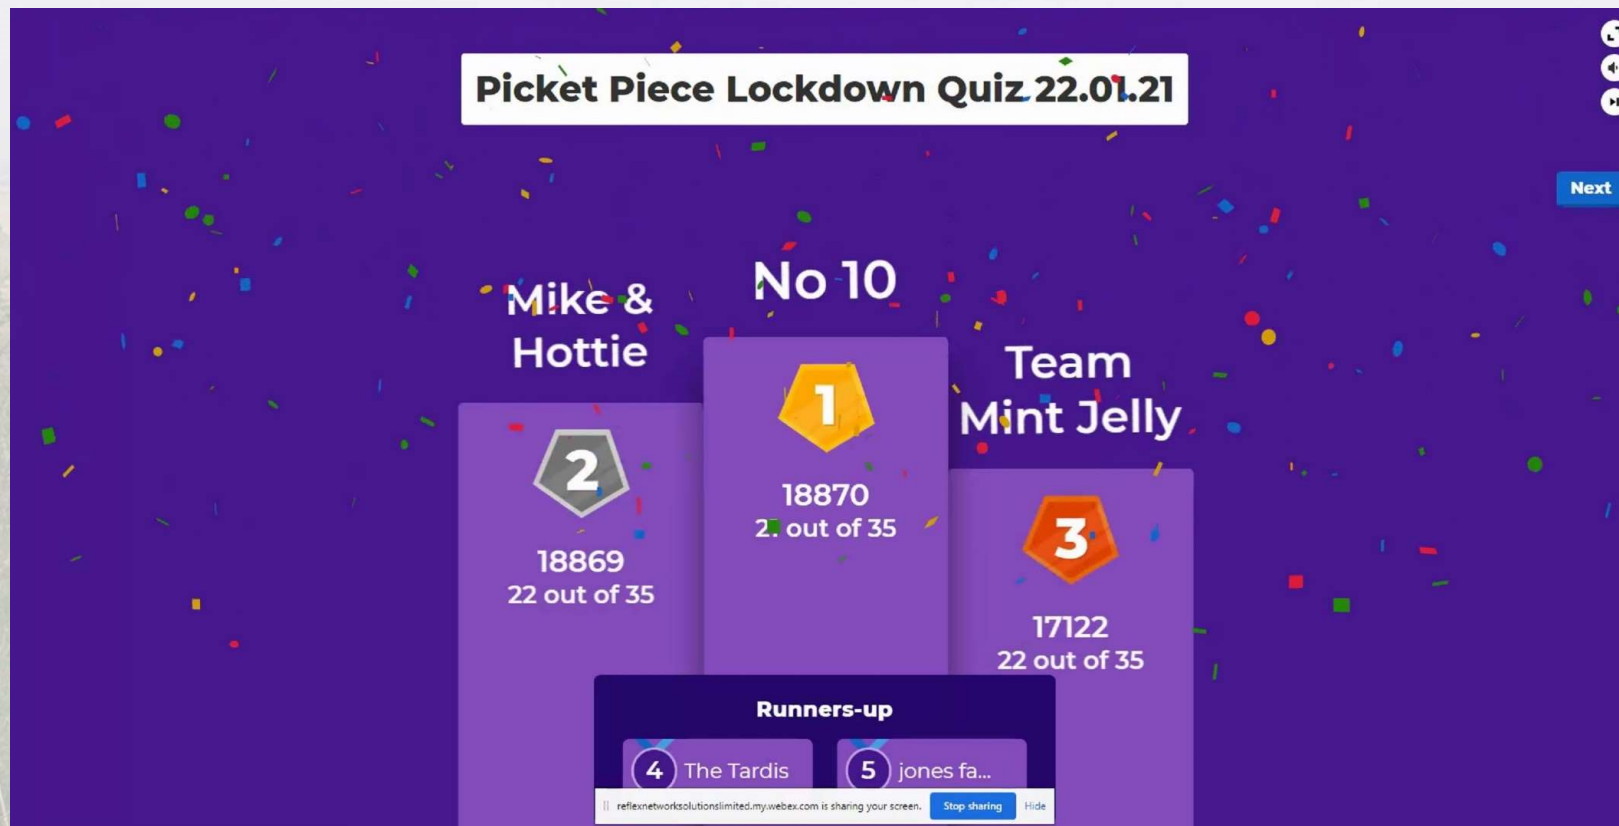 Picket Piece Lockdown Quiz 22.01.21
Next
No 10
Mike &
Hottie
Team
Mint Jelly
1
2
3
18870
out of 35
18869
22 out of 35
17122
22 out of 35
Runners-up
4 The Tardis
5 jones fa...
reflexnetworksolutionslimited.my.webex.com is sharing your screen. Stop sharing Hide